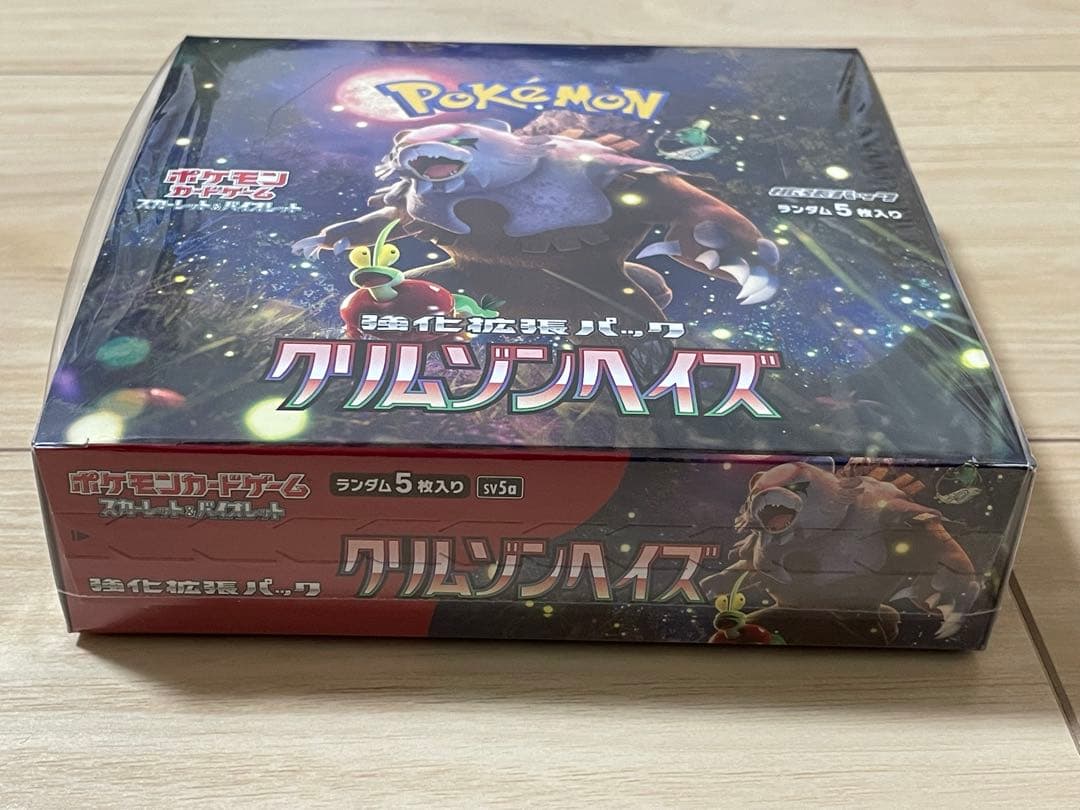 POKÉMON
ポケモン
カードゲーム
スカーレット&バイオレット
拡張パック
ランダム5枚入り
強化拡張パック
クリムゾンヘイズ
ポケモンカードゲーム
スカーレット&バイオレット
ランダム5枚入り
sv5a
クリムゾンヘイズ
強化拡張パック